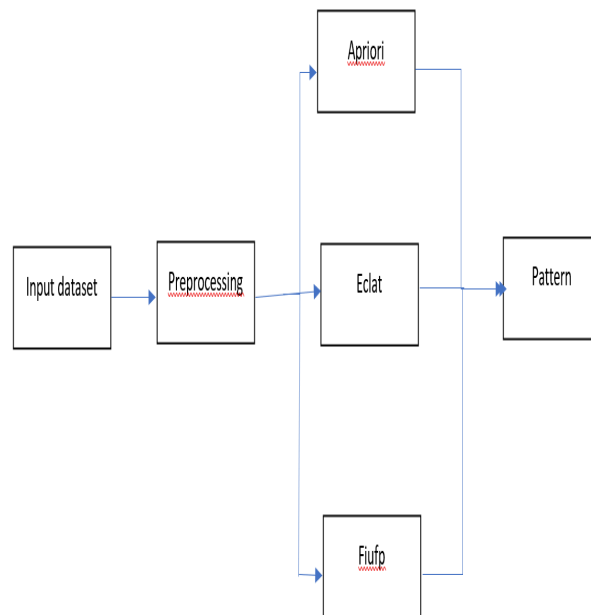 Apriori
Input dataset
Preprocessing
Eclat
Pattern
Fiufp